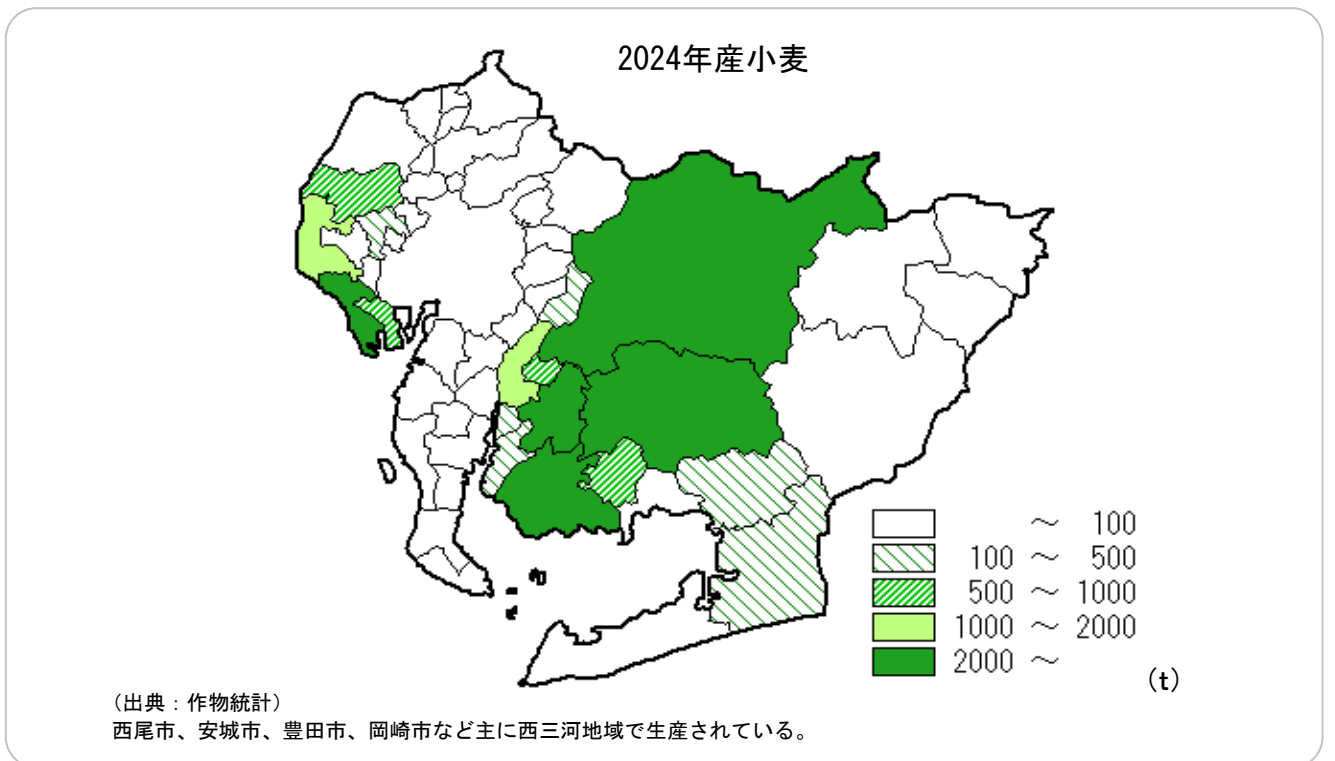 2024年産小麦
～ 100
100 ～ 500
500 ～ 1000
1000 ～ 2000
2000 ～
(t)
（出典：作物統計）
西尾市、安城市、豊田市、岡崎市など主に西三河地域で生産されている。